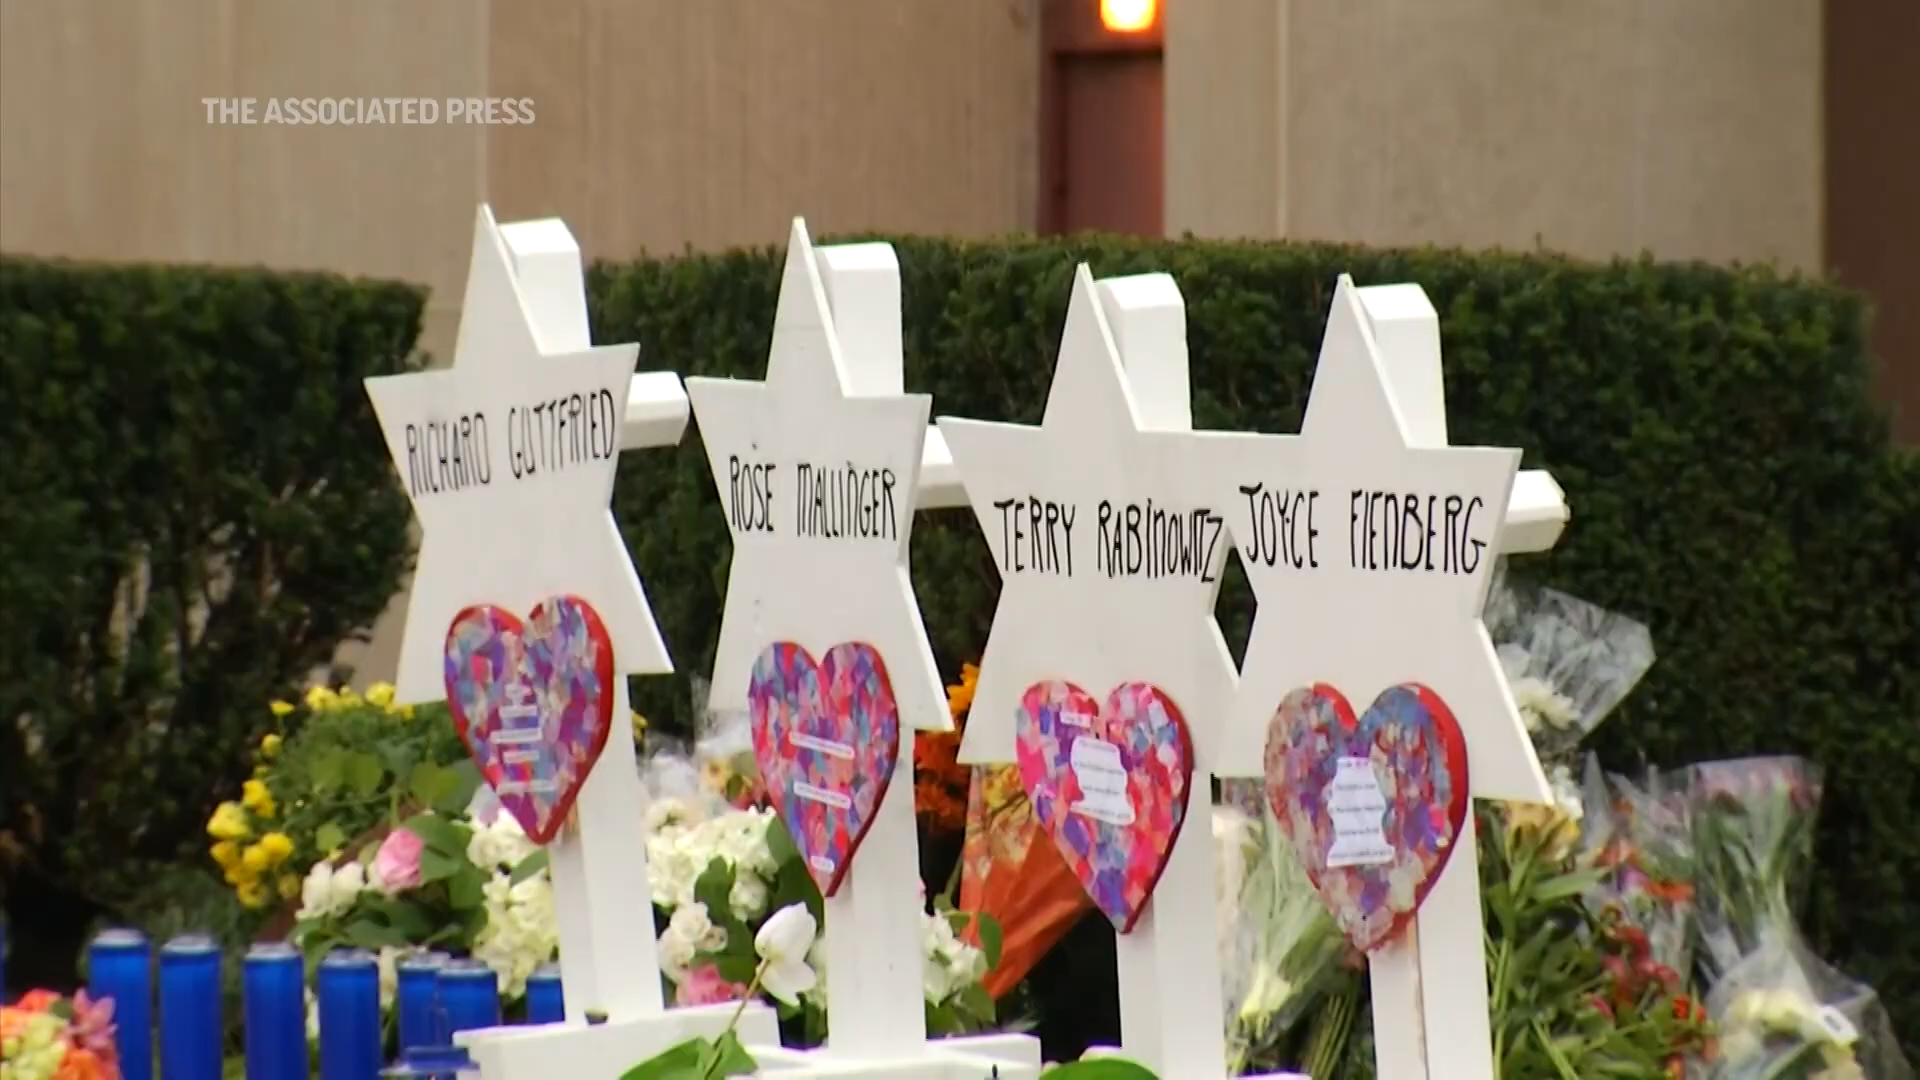 THE ASSOCIATED PRESS
RICHARD GOTTFRIED
ROSE MALLINGER
TERRY RABINOWITZ
JOYCE FIENBERG